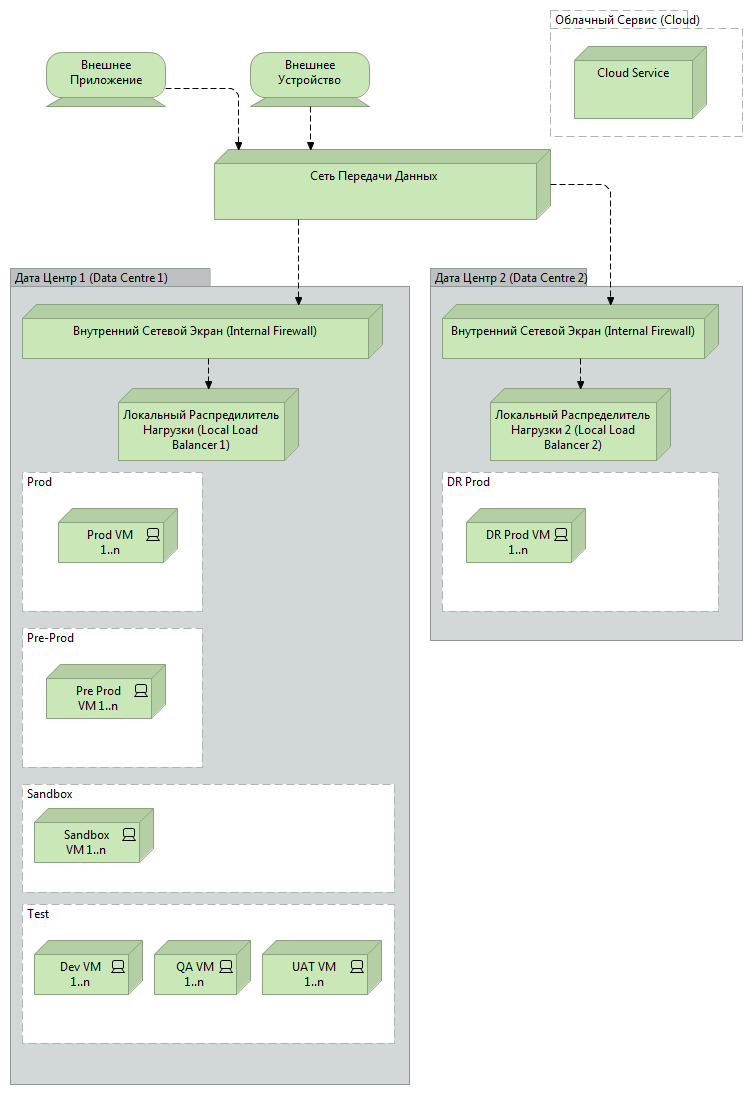 Облачный Сервис (Cloud)
Внешнее
Приложение
Внешнее
Устройство
Cloud Service
Сеть Передачи Данных
Дата Центр 1 (Data Centre 1)
Дата Центр 2 (Data Centre 2)
Внутренний Сетевой Экран (Internal Firewall)
Внутренний Сетевой Экран (Internal Firewall)
Локальный Распредилитель
Нагрузки (Local Load
Balancer 1)
Локальный Распределитель
Нагрузки 2 (Local Load
Balancer 2)
Prod
Prod VM
1..n
DR Prod
DR Prod VM
1..n
Pre-Prod
Pre Prod
VM 1..n
Sandbox
Sandbox
VM 1..n
Test
Dev VM
1..n
QA VM
1..n
UAT VM
1..n